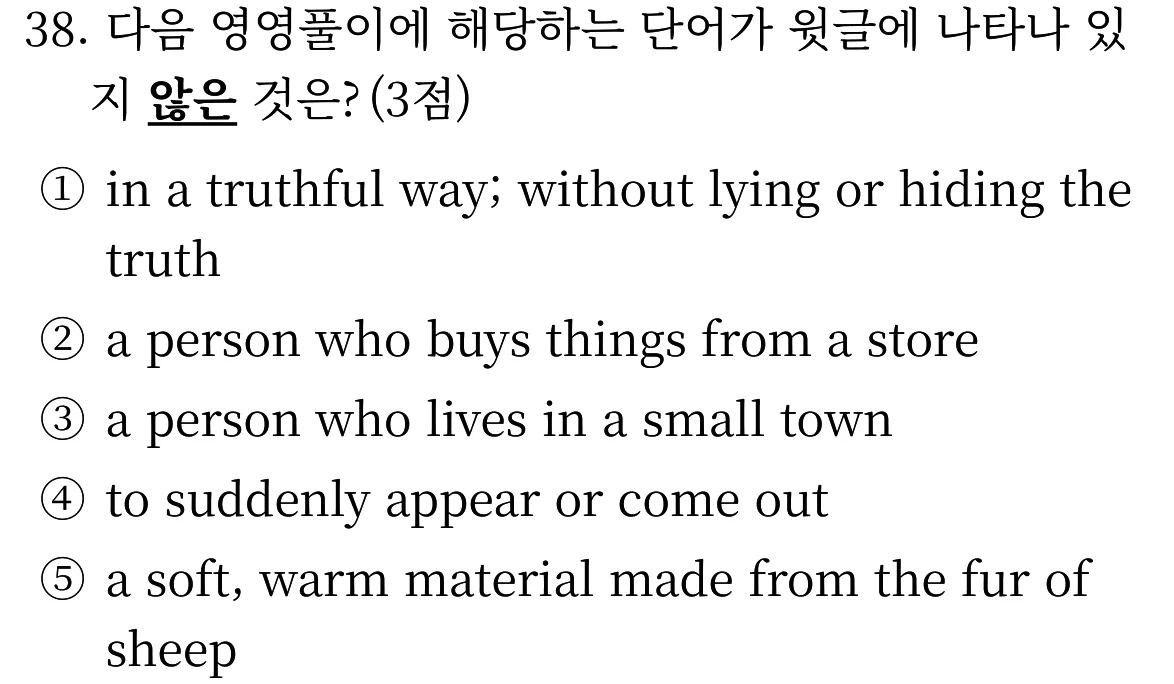 38. 다음 영영풀이에 해당하는 단어가 윗글에 나타나 있
지 않은 것은? (3점)
① in a truthful way; without lying or hiding the
truth
② a person who buys things from a store
③ a person who lives in a small town
④ to suddenly appear or come out
⑤ a soft, warm material made from the fur of
sheep